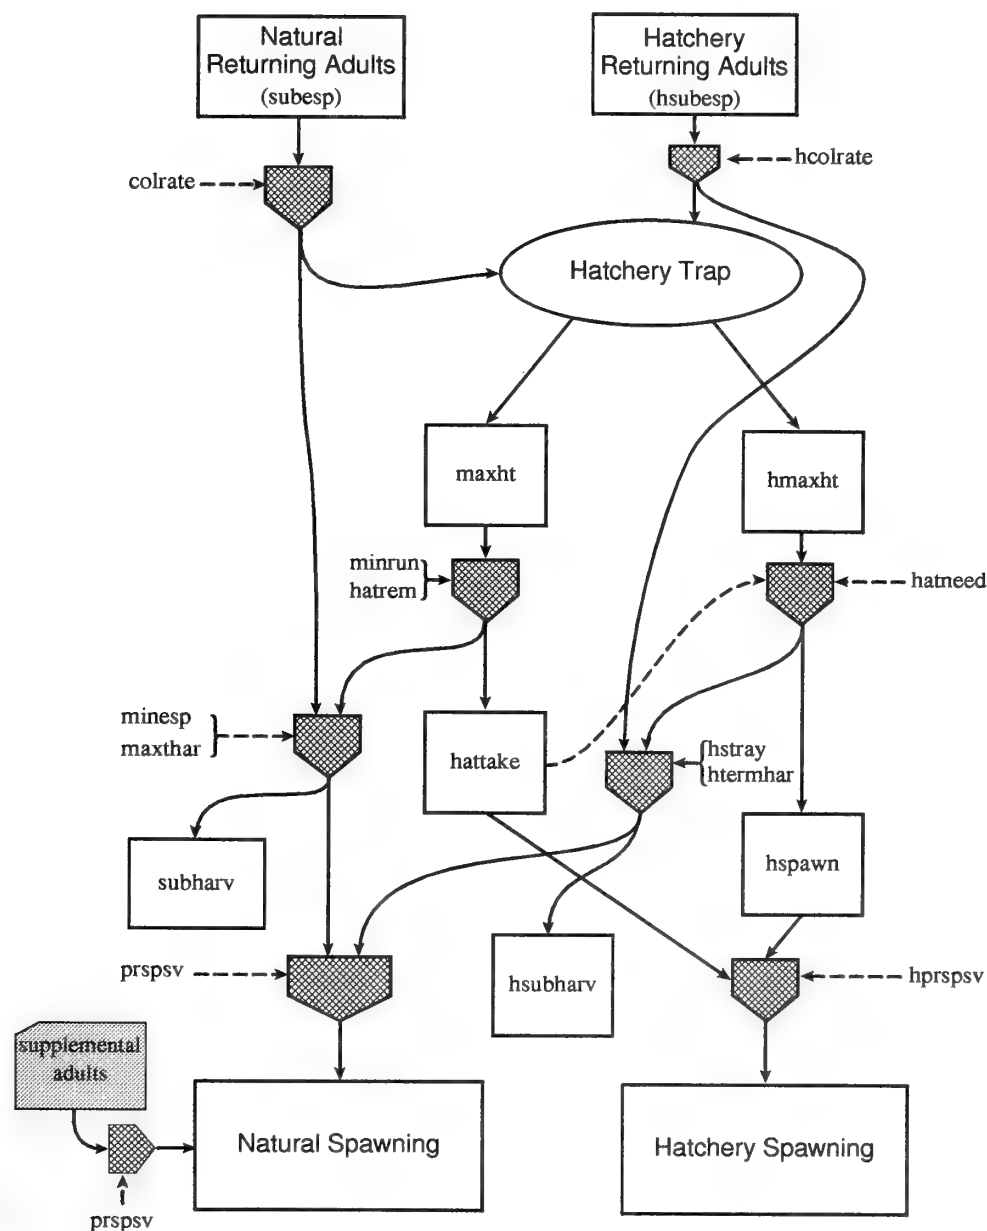 Natural
Returning Adults
(subesp)
Hatchery
Returning Adults
(hsubesp)
colrate
hcolrate
Hatchery Trap
maxht
hmaxht
minrun
hatrem
hatneed
minesp
maxthar
hattake
hstray
htermhar
subharv
hspawn
prspsv
hsubharv
hprspsv
supplemental
adults
Natural Spawning
Hatchery Spawning
prspsv